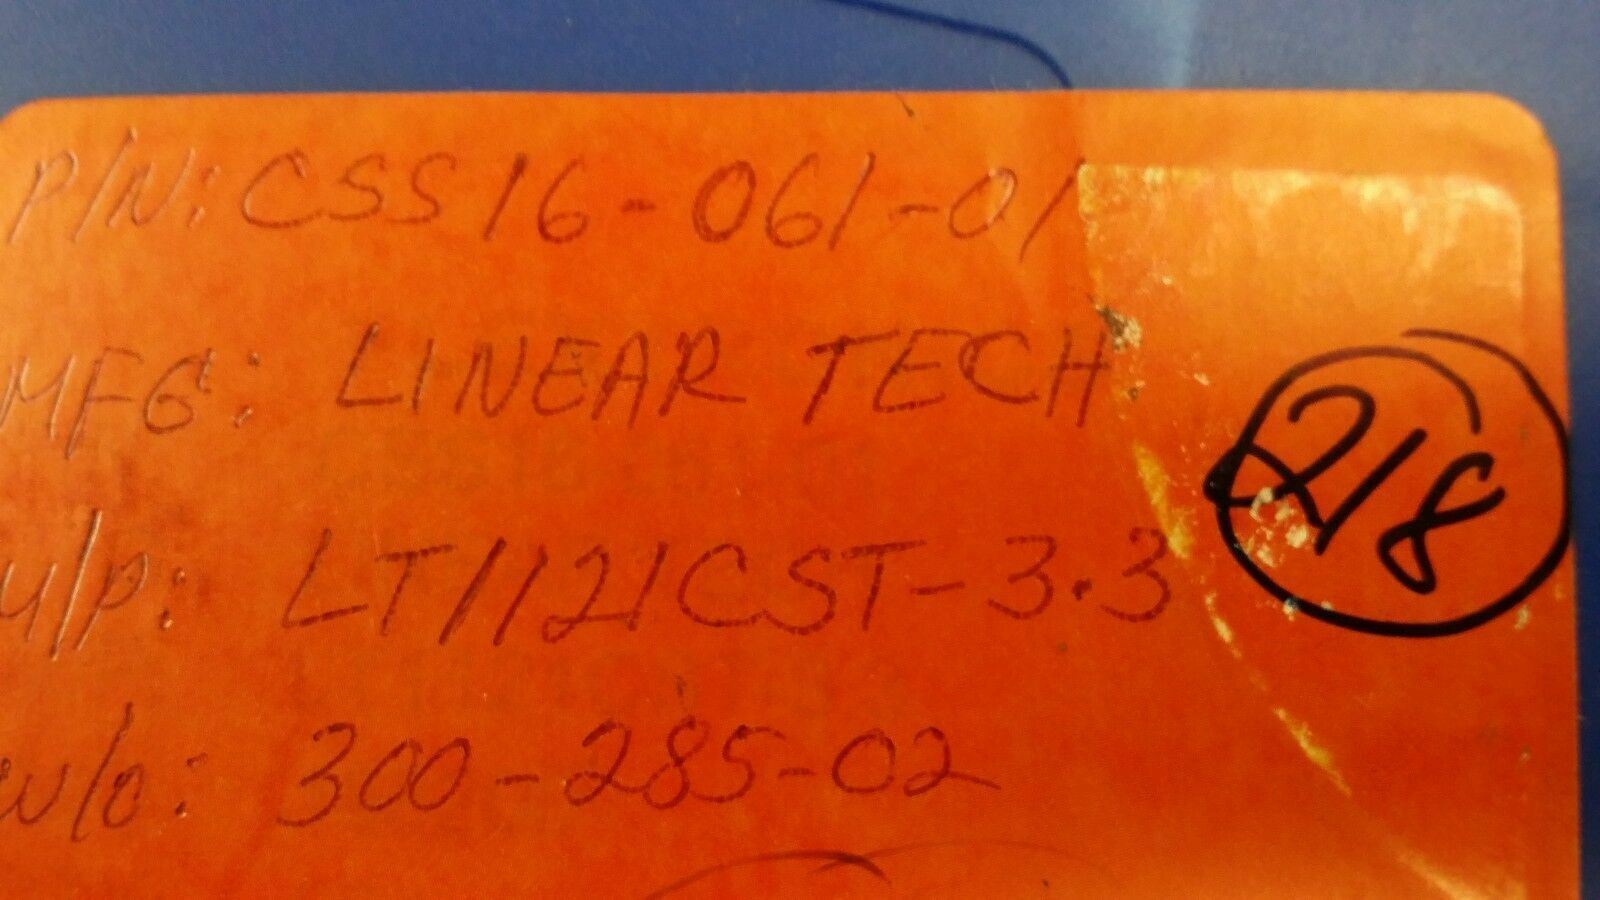 P/N: CSS16-061-01
MFG: LINEAR TECH
218
M/P: LT1121CST-3.3
W/O: 300-285-02